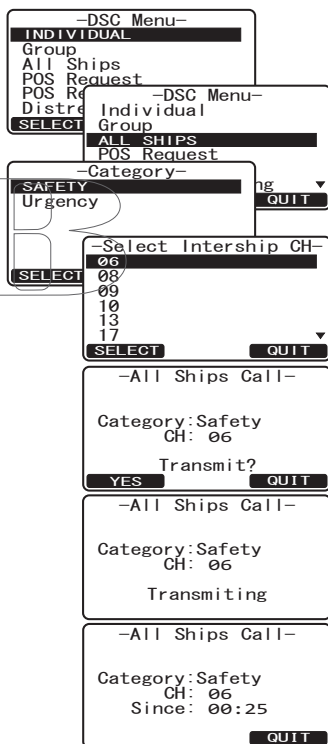 -DSC Menu-
INDIVIDUAL
Group
All Ships
POS Request
POS Re
Distre
SELECT
-DSC Menu-
Individual
Group
ALL SHIPS
POS Request
ng ▼
QUIT
-Category-
SAFETY
Urgency
SELECT
-Select Intership CH-
06
08
09
10
13
17 ▼
SELECT QUIT
-All Ships Call-
Category:Safety
CH: 06
Transmit?
YES QUIT
-All Ships Call-
Category:Safety
CH: 06
Transmiting
-All Ships Call-
Category:Safety
CH: 06
Since: 00:25
QUIT